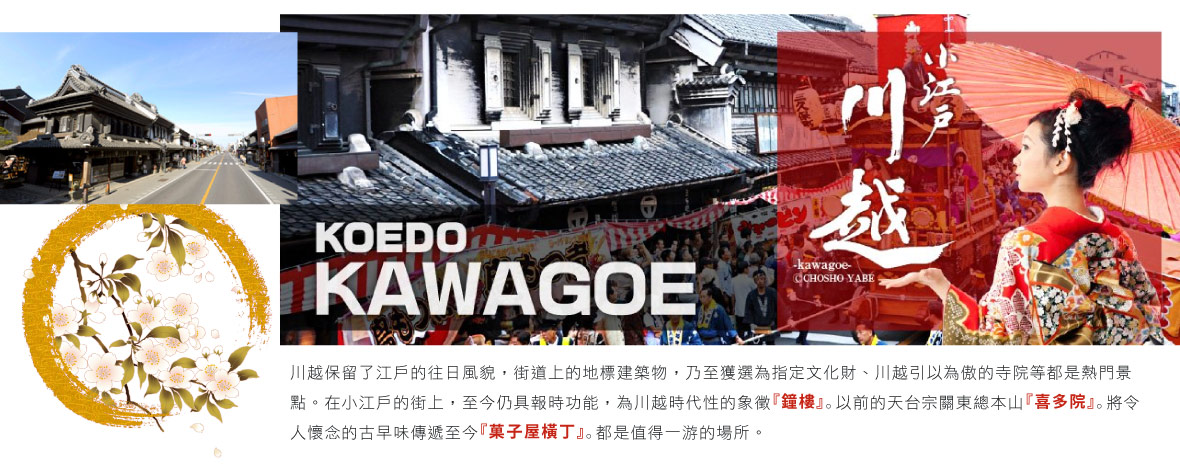 KOEDO
KAWAGOE
小江戸
川越
-kawagoe-
©CHOSHO YABE
川越保留了江戶的往日風貌，街道上的地標建築物，乃至獲選為指定文化財、川越引以為傲的寺院等都是熱門景
點。在小江戶的街上，至今仍具報時功能，為川越時代性的象徵『鐘樓』。以前的天台宗關東總本山『喜多院』。將令
人懷念的古早味傳遞至今『菓子屋橫丁』。都是值得一游的場所。